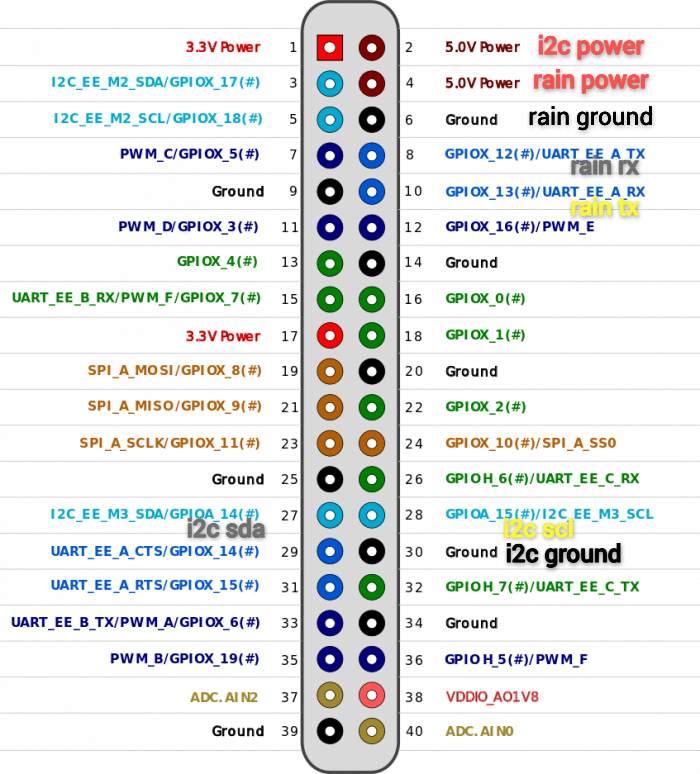 3.3V Power 1 2 5.0V Power i2c power
I2C_EE_M2_SDA/GPIOX_17(#) 3 4 5.0V Power rain power
I2C_EE_M2_SCL/GPIOX_18(#) 5 6 Ground rain ground
PWM_C/GPIOX_5(#) 7 8 GPIOX_12(#)/UART_EE_A_TX
rain rx
Ground 9 10 GPIOX_13(#)/UART_EE_A_RX
rain tx
PWM_D/GPIOX_3(#) 11 12 GPIOX_16(#)/PWM_E
GPIOX_4(#) 13 14 Ground
UART_EE_B_RX/PWM_F/GPIOX_7(#) 15 16 GPIOX_0(#)
3.3V Power 17 18 GPIOX_1(#)
SPI_A_MOSI/GPIOX_8(#) 19 20 Ground
SPI_A_MISO/GPIOX_9(#) 21 22 GPIOX_2(#)
SPI_A_SCLK/GPIOX_11(#) 23 24 GPIOX_10(#)/SPI_A_SS0
Ground 25 26 GPIOH_6(#)/UART_EE_C_RX
I2C_EE_M3_SDA/GPIOA_14(#) 27 28 GPIOA_15(#)/I2C_EE_M3_SCL
i2c sda i2c scl
UART_EE_A_CTS/GPIOX_14(#) 29 30 Ground i2c ground
UART_EE_A_RTS/GPIOX_15(#) 31 32 GPIOH_7(#)/UART_EE_C_TX
UART_EE_B_TX/PWM_A/GPIOX_6(#) 33 34 Ground
PWM_B/GPIOX_19(#) 35 36 GPIOH_5(#)/PWM_F
ADC.AIN2 37 38 VDDIO_AO1V8
Ground 39 40 ADC.AIN0